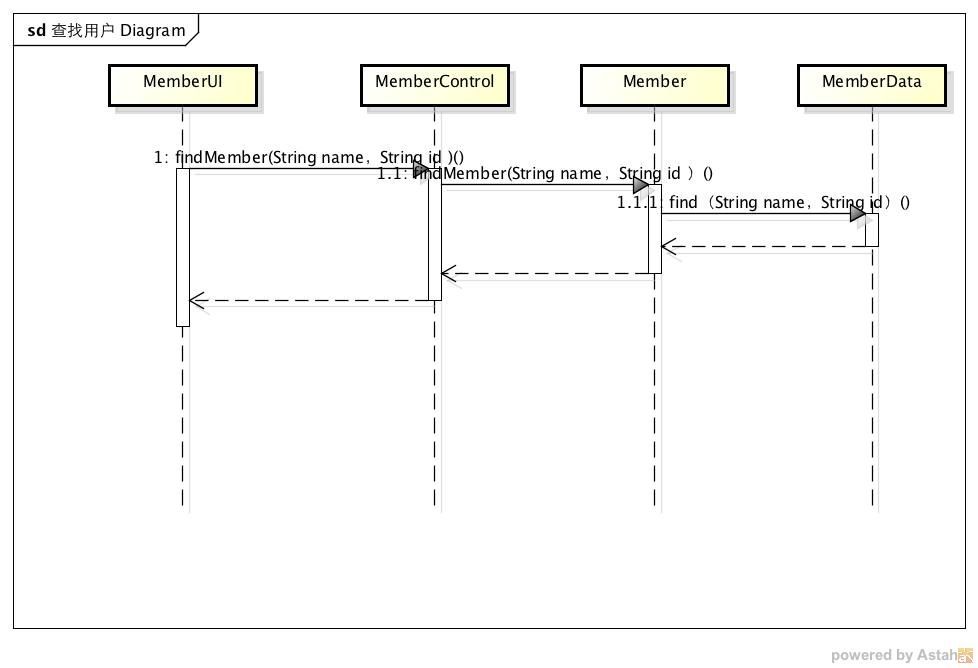 sd 查找用户 Diagram
MemberUI
MemberControl
Member
MemberData
1: findMember(String name，String id )()
1.1: findMember(String name，String id ）()
1.1.1: find（String name，String id）()
powered by Astah